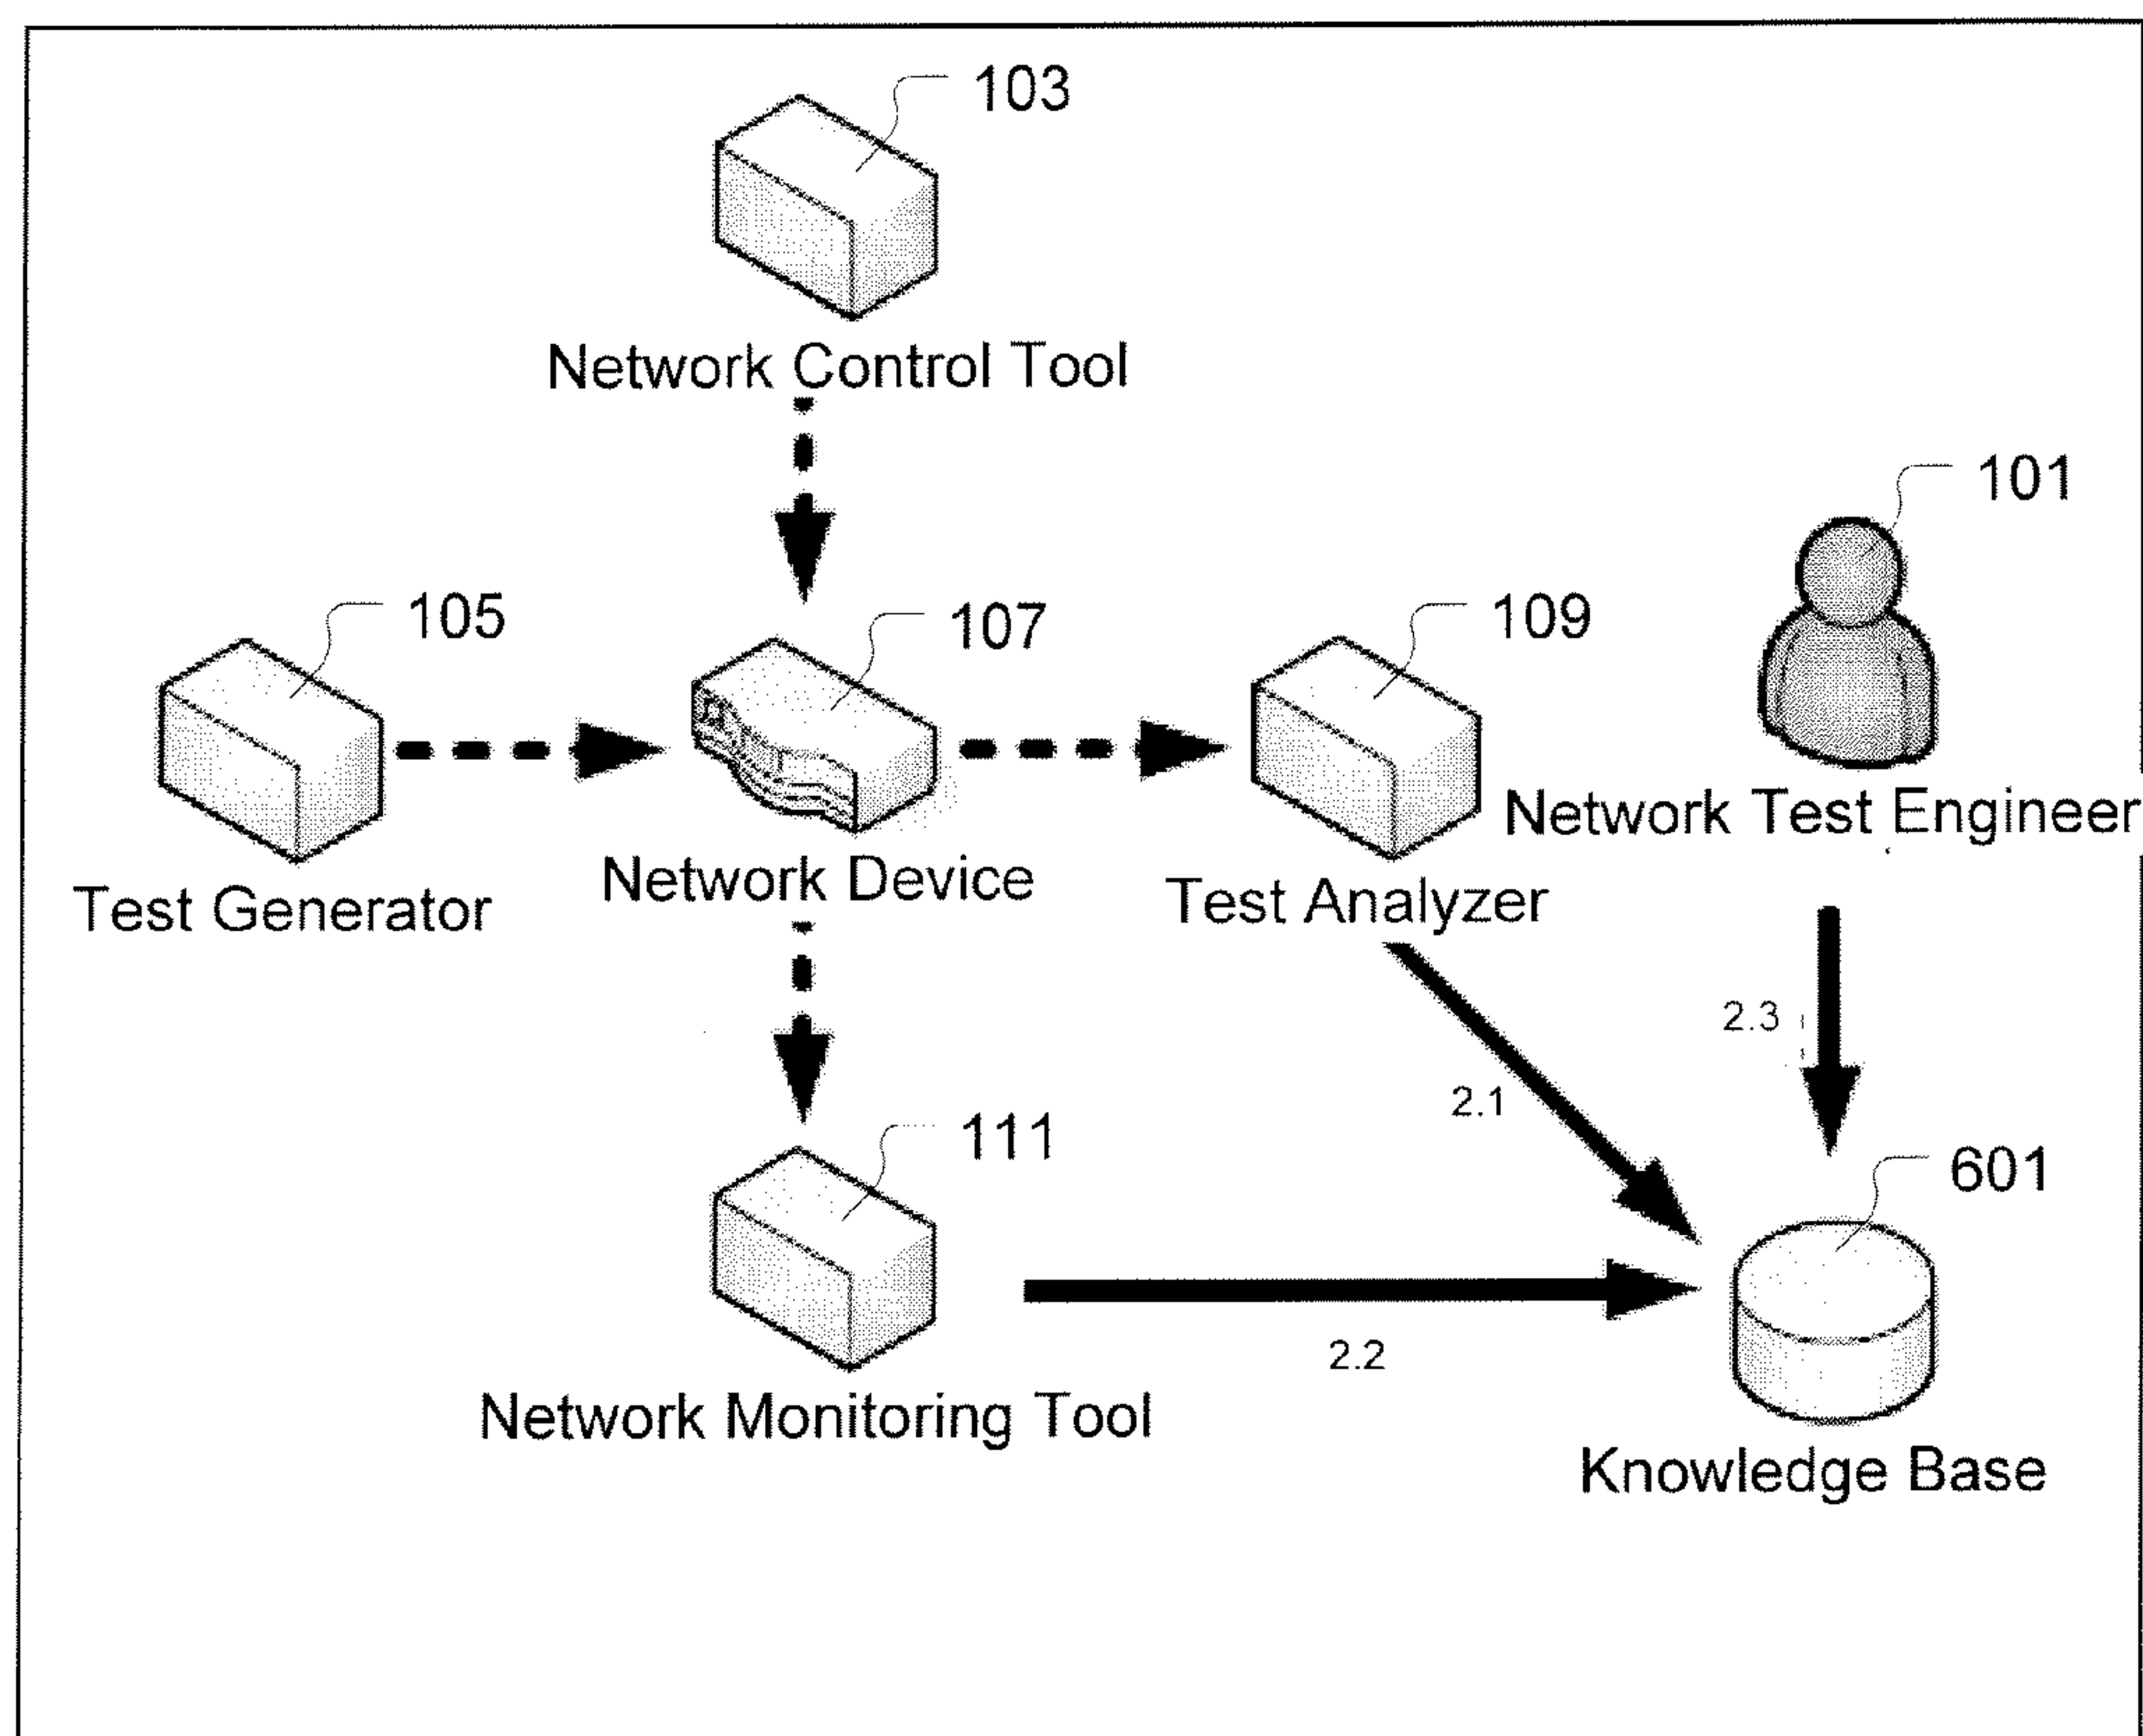 103
Network Control Tool
101
105
107
109
Network Test Engineer
Network Device
Test Analyzer
Test Generator
2.3
2.1
111
601
2.2
Network Monitoring Tool
Knowledge Base